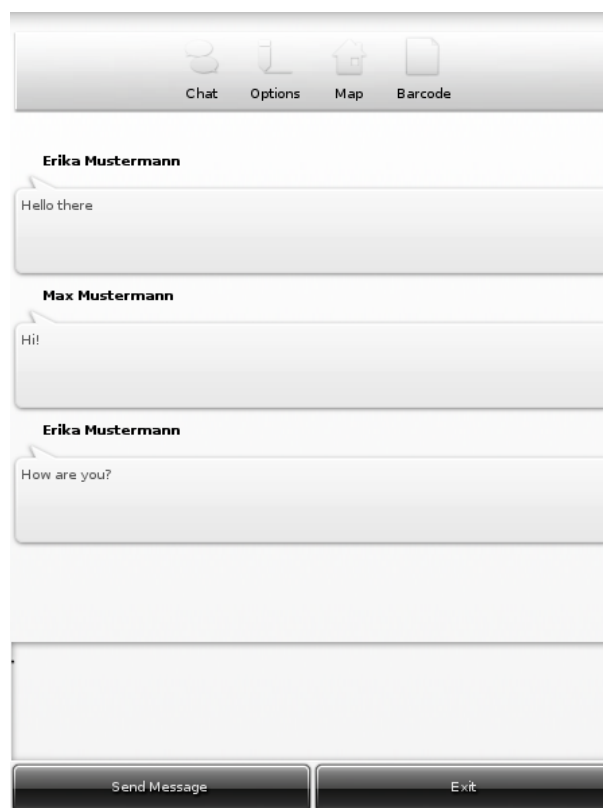 Chat Options Map Barcode
Erika Mustermann
Hello there
Max Mustermann
Hi!
Erika Mustermann
How are you?
Send Message Exit